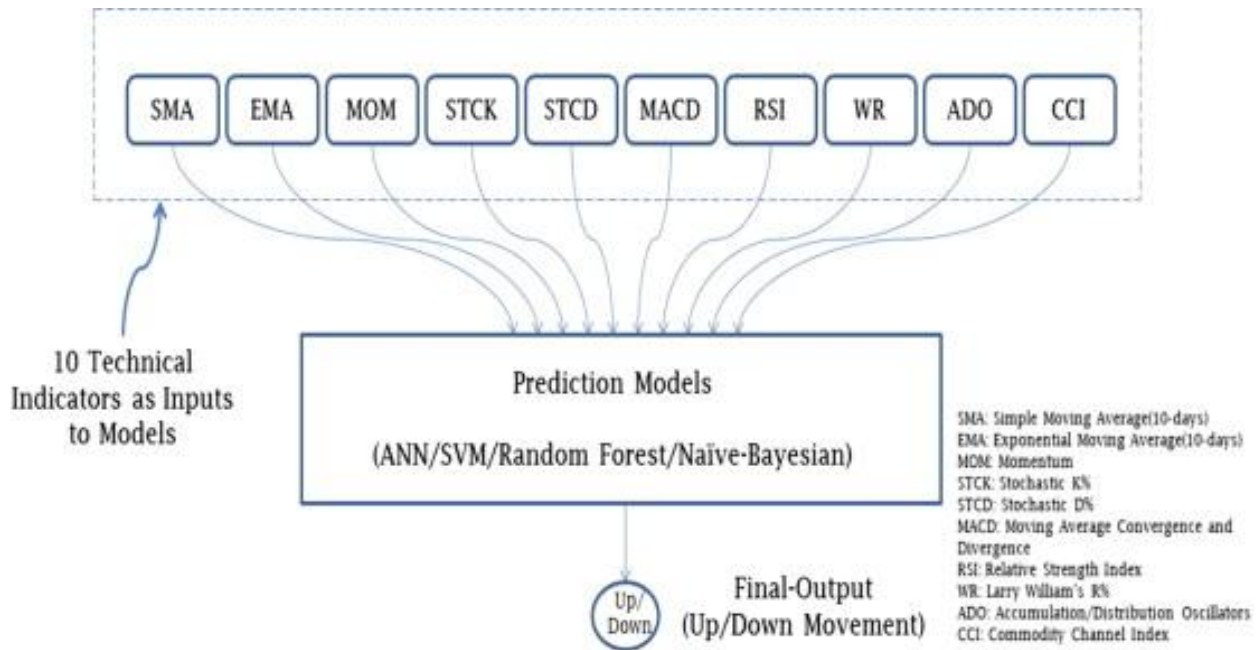 SMA
EMA
MOM
STCK
STCD
MACD
RSI
WR
ADO
CCI
10 Technical
Indicators as Inputs
to Models
Prediction Models
(ANN/SVM/Random Forest/Naïve-Bayesian)
Up/
Down
Final-Output
(Up/Down Movement)
SMA: Simple Moving Average(10-days)
EMA: Exponential Moving Average(10-days)
MOM: Momentum
STCK: Stochastic K%
STCD: Stochastic D%
MACD: Moving Average Convergence and
Divergence
RSI: Relative Strength Index
WR: Larry William's R%
ADO: Accumulation/Distribution Oscillators
CCI: Commodity Channel Index